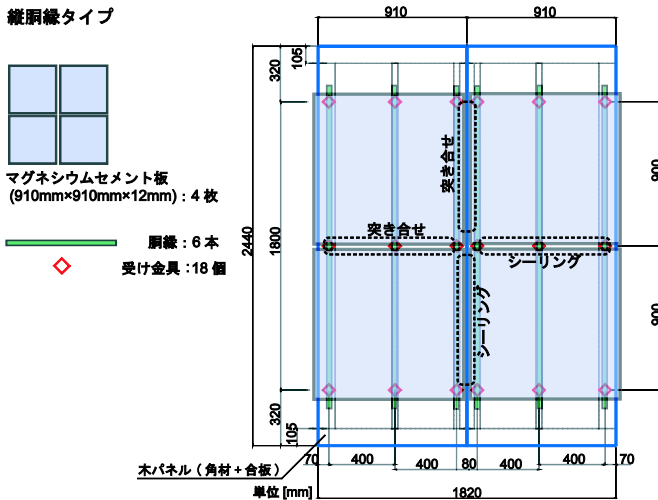 縦胴縁タイプ
マグネシウムセメント板
(910mm×910mm×12mm)：4 枚
胴縁：6 本
受け金具：18 個
910
910
105
320
突き合せ
900
2440
1800
突き合せ
シーリング
シーリング
900
320
105
木パネル（角材＋合板）
70
400
400
80
400
400
70
単位 [mm]
1820